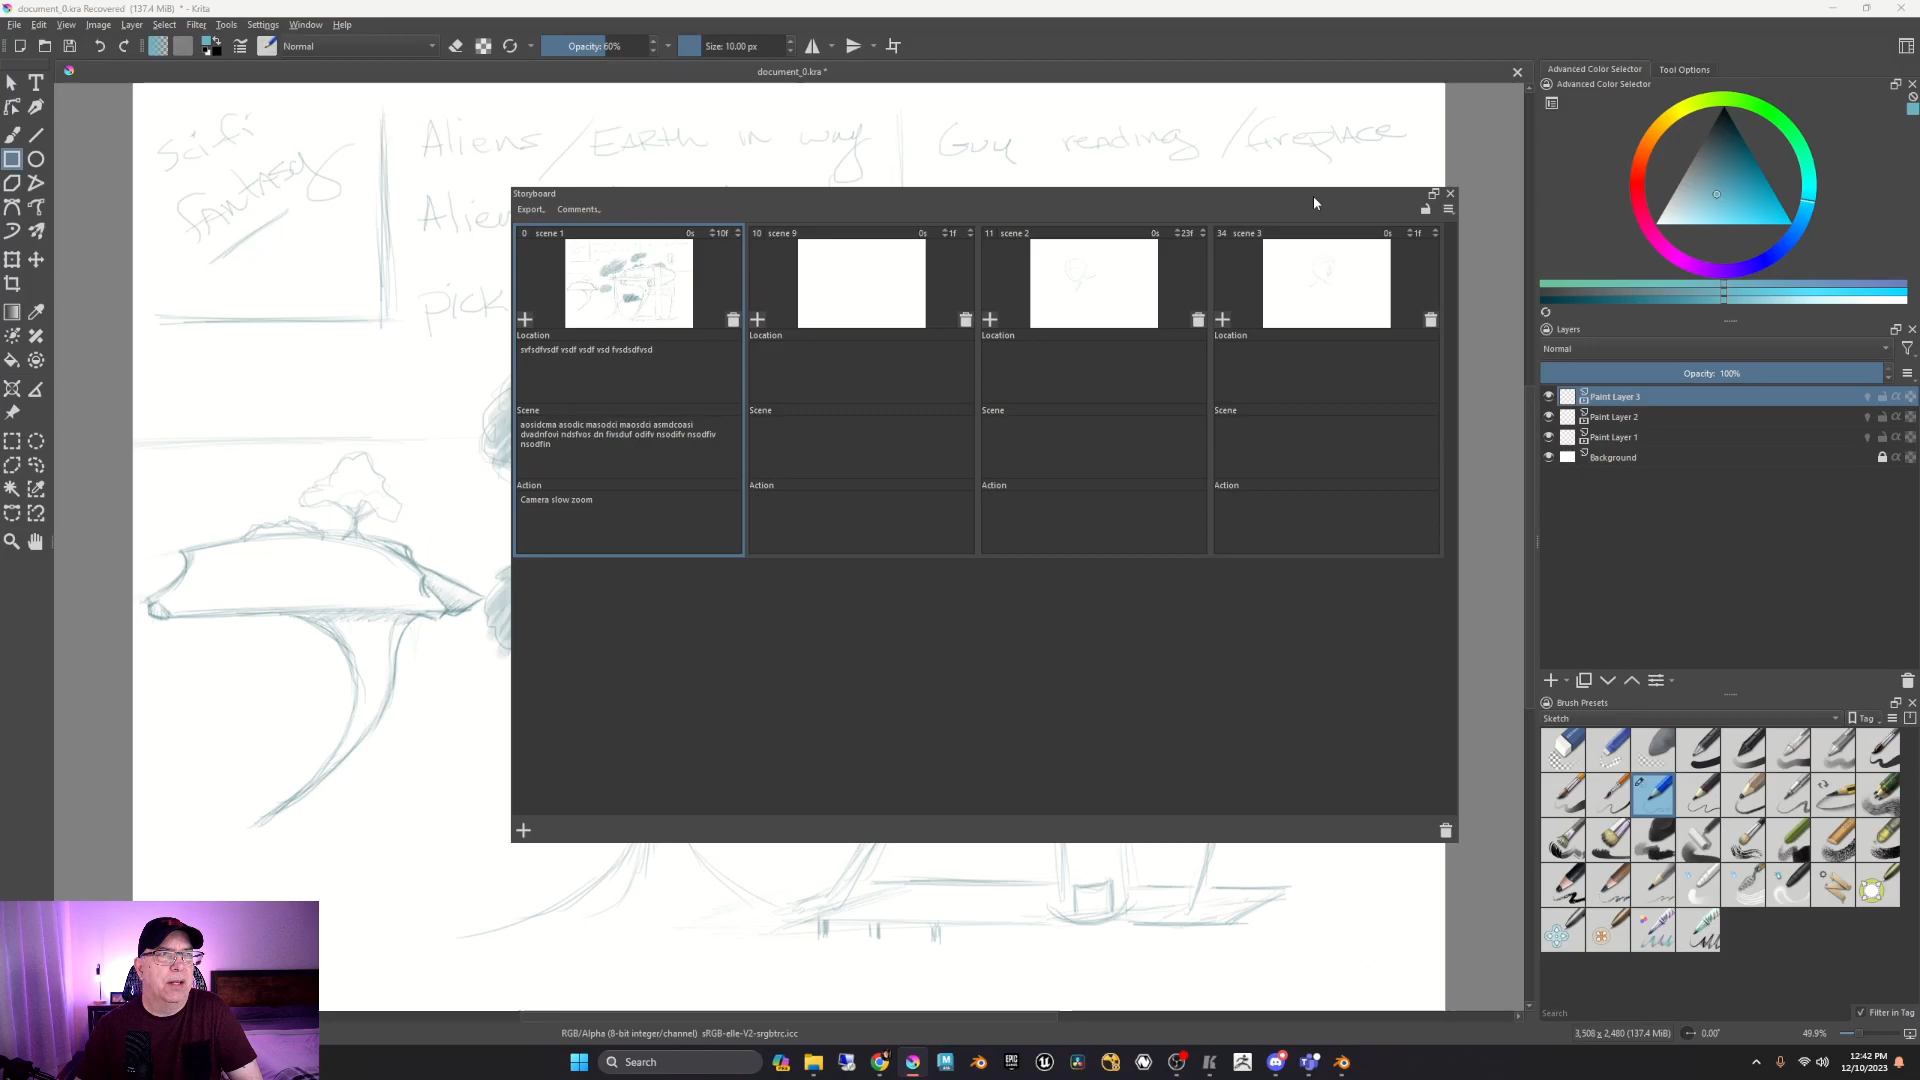 document_0.kra Recovered (137.4 MiB) * - Krita
File Edit View Image Layer Select Filter Tools Settings Window Help
Normal
Opacity: 60%
Size: 10.00 px
document_0.kra *
Advanced Color Selector Tool Options
Advanced Color Selector
Scifi
Fantasy
Aliens / Earth in way
Guy reading / fireplace
Alien
pick
Storyboard
Export Comments
0 scene 1 0s 10f
10 scene 9 0s 1f
11 scene 2 0s 23f
34 scene 3 0s 1f
Location Location Location Location
svfsdfvsdf vsdf vsdf vsd fvsdsdfvsd
Scene Scene Scene Scene
aosidcma asodic masodci maosdci asmdcoasi
dvadnfovi ndsfvos dn fivsduf odifv nsodifv nsodfiv
nsodfin
Action Action Action Action
Camera slow zoom
Layers
Normal
Opacity: 100%
Paint Layer 3
Paint Layer 2
Paint Layer 1
Background
Brush Presets
Sketch
Tag
Search
Filter in Tag
RGB/Alpha (8-bit integer/channel) sRGB-elle-V2-srgbtrc.icc
3,508 x 2,480 (137.4 MiB)
0.00°
49.9%
Search
12:42 PM
12/10/2023